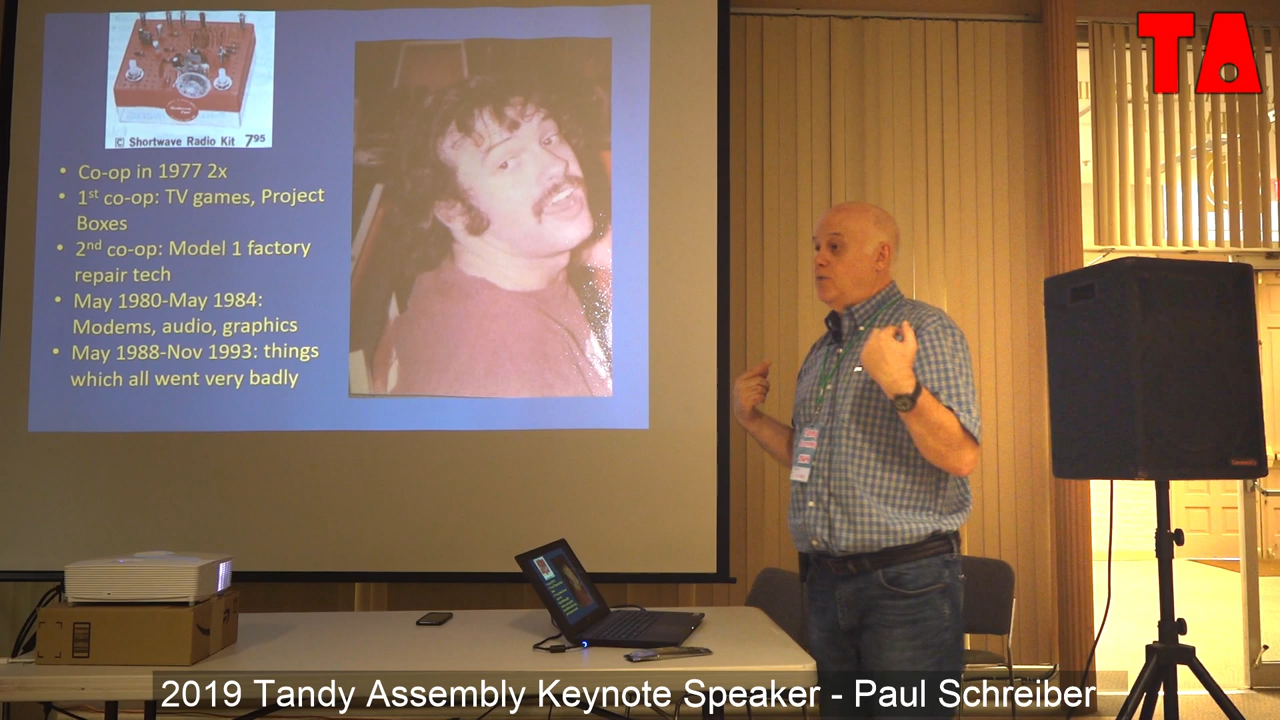 © Shortwave Radio Kit 7⁹⁵
• Co-op in 1977 2x
• 1st co-op: TV games, Project
Boxes
• 2nd co-op: Model 1 factory
repair tech
• May 1980-May 1984:
Modems, audio, graphics
• May 1988-Nov 1993: things
which all went very badly
TA
2019 Tandy Assembly Keynote Speaker - Paul Schreiber